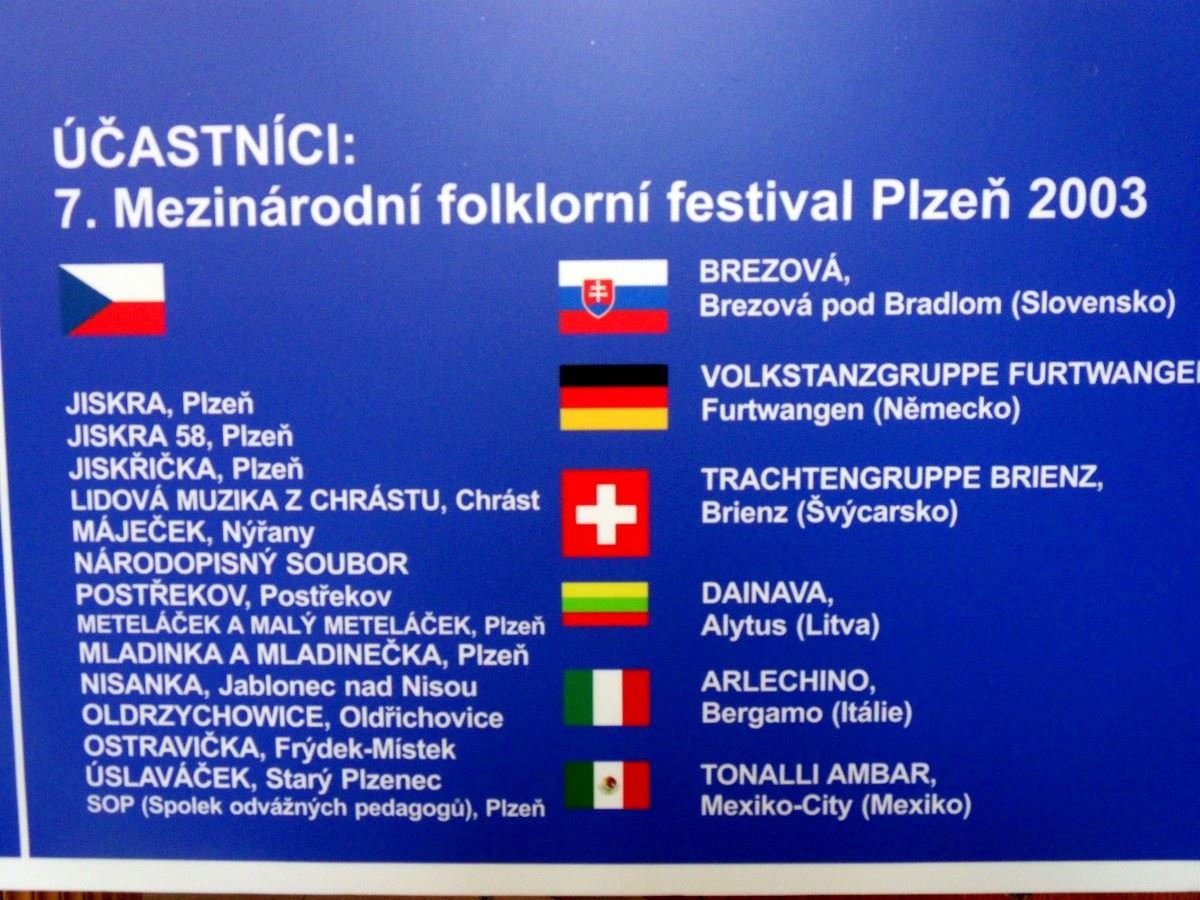 ÚČASTNÍCI:
7. Mezinárodní folklorní festival Plzeň 2003
JISKRA, Plzeň
JISKRA 58, Plzeň
JISKŘIČKA, Plzeň
LIDOVÁ MUZIKA Z CHRÁSTU, Chrást
MÁJEČEK, Nýřany
NÁRODOPISNÝ SOUBOR
POSTŘEKOV, Postřekov
METELÁČEK A MALÝ METELÁČEK, Plzeň
MLADINKA A MLADINEČKA, Plzeň
NISANKA, Jablonec nad Nisou
OLDRZYCHOWICE, Oldřichovice
OSTRAVIČKA, Frýdek-Místek
ÚSLAVÁČEK, Starý Plzenec
SOP (Spolek odvážných pedagogů), Plzeň
BREZOVÁ,
Brezová pod Bradlom (Slovensko)
VOLKSTANZGRUPPE FURTWANGE
Furtwangen (Německo)
TRACHTENGRUPPE BRIENZ,
Brienz (Švýcarsko)
DAINAVA,
Alytus (Litva)
ARLECHINO,
Bergamo (Itálie)
TONALLI AMBAR,
Mexiko-City (Mexiko)